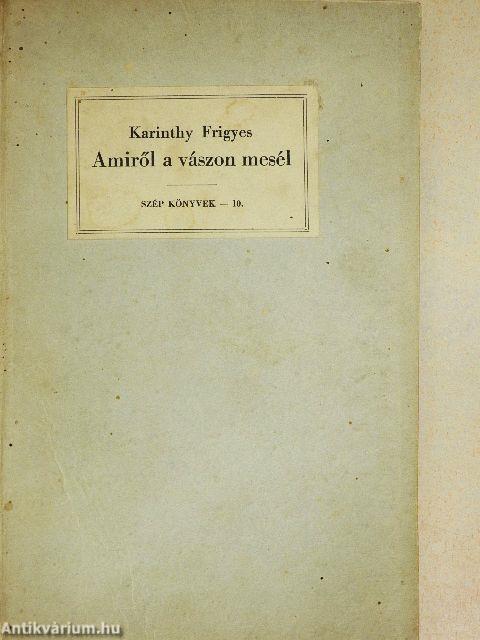 Karinthy Frigyes
Amiről a vászon mesél
SZÉP KÖNYVEK — 10.
Antikvárium.hu